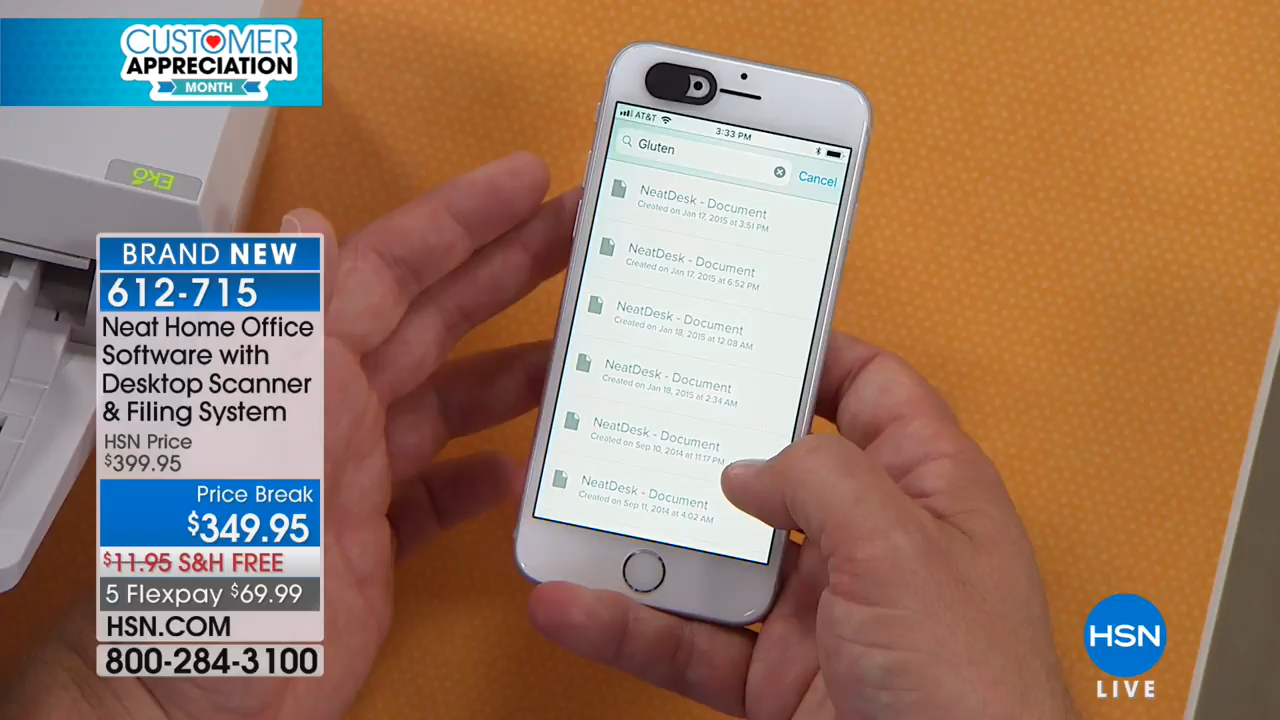 CUSTOMER
APPRECIATION
MONTH
Eko
BRAND NEW
612-715
Neat Home Office
Software with
Desktop Scanner
& Filing System
HSN Price
$399.95
Price Break
$349.95
$11.95 S&H FREE
5 Flexpay $69.99
HSN.COM
800-284-3100
AT&T
3:33 PM
Gluten
Cancel
NeatDesk - Document
Created on Jan 17, 2015 at 3:51 PM
NeatDesk - Document
Created on Jan 17, 2015 at 6:52 PM
NeatDesk - Document
Created on Jan 18, 2015 at 12:08 AM
NeatDesk - Document
Created on Jan 18, 2015 at 2:34 AM
NeatDesk - Document
Created on Sep 10, 2014 at 11:17 PM
NeatDesk - Document
Created on Sep 11, 2014 at 4:02 AM
HSN
LIVE